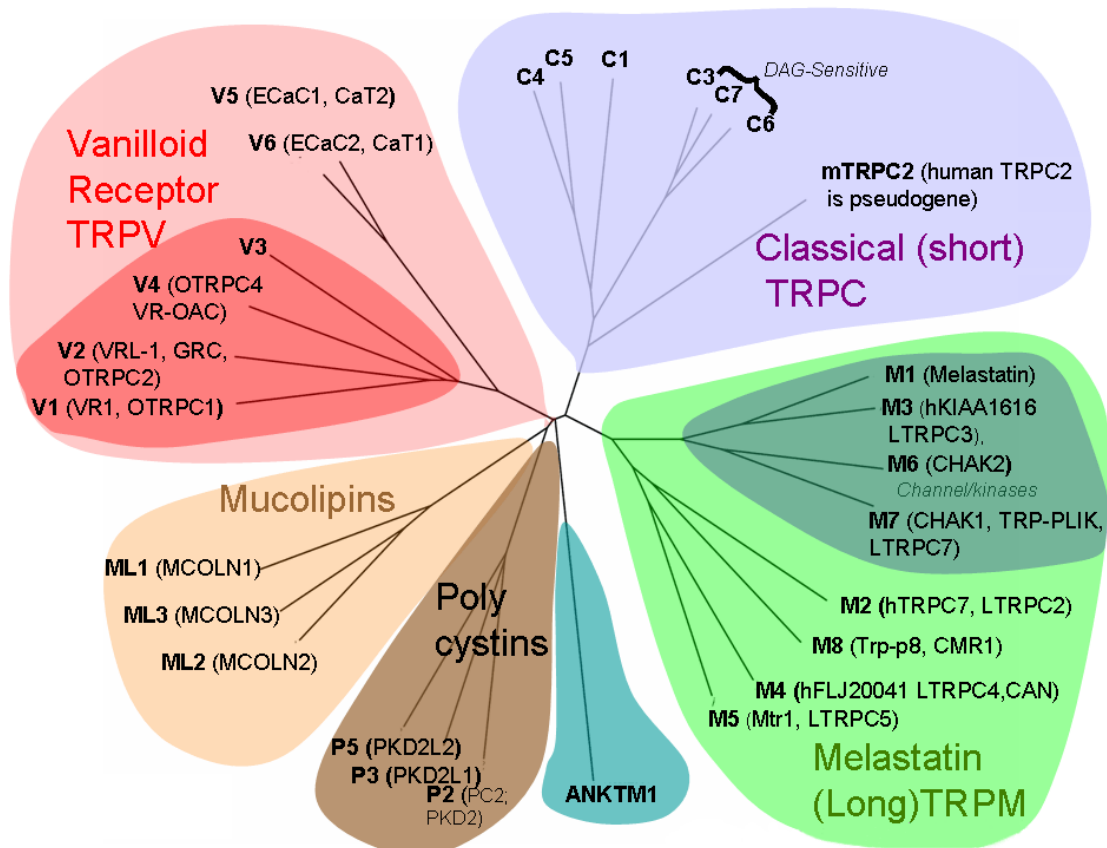 V5 (ECaC1, CaT2)
V6 (ECaC2, CaT1)
Vanilloid
Receptor
TRPV
V3
V4 (OTRPC4
VR-OAC)
V2 (VRL-1, GRC,
OTRPC2)
V1 (VR1, OTRPC1)
C4
C5
C1
C3
C7
C6
DAG-Sensitive
mTRPC2 (human TRPC2
is pseudogene)
Classical (short)
TRPC
M1 (Melastatin)
M3 (hKIAA1616
LTRPC3),
M6 (CHAK2)
Channel/kinases
M7 (CHAK1, TRP-PLIK,
LTRPC7)
M2 (hTRPC7, LTRPC2)
M8 (Trp-p8, CMR1)
M4 (hFLJ20041 LTRPC4,CAN)
M5 (Mtr1, LTRPC5)
Melastatin
(Long)TRPM
Mucolipins
ML1 (MCOLN1)
ML3 (MCOLN3)
ML2 (MCOLN2)
Poly
cystins
P5 (PKD2L2)
P3 (PKD2L1)
P2 (PC2;
PKD2)
ANKTM1